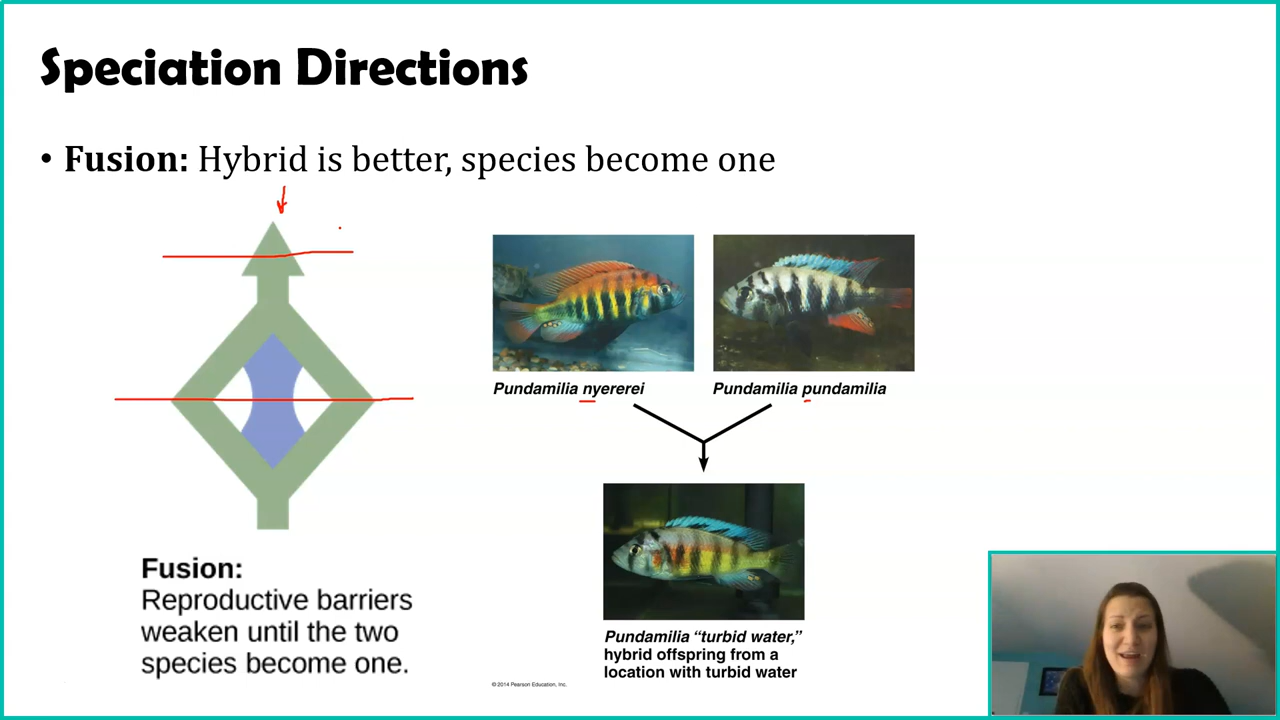 Speciation Directions
• Fusion: Hybrid is better, species become one
Pundamilia nyererei
Pundamilia pundamilia
Fusion:
Reproductive barriers
weaken until the two
species become one.
Pundamilia “turbid water,”
hybrid offspring from a
location with turbid water
© 2014 Pearson Education, Inc.